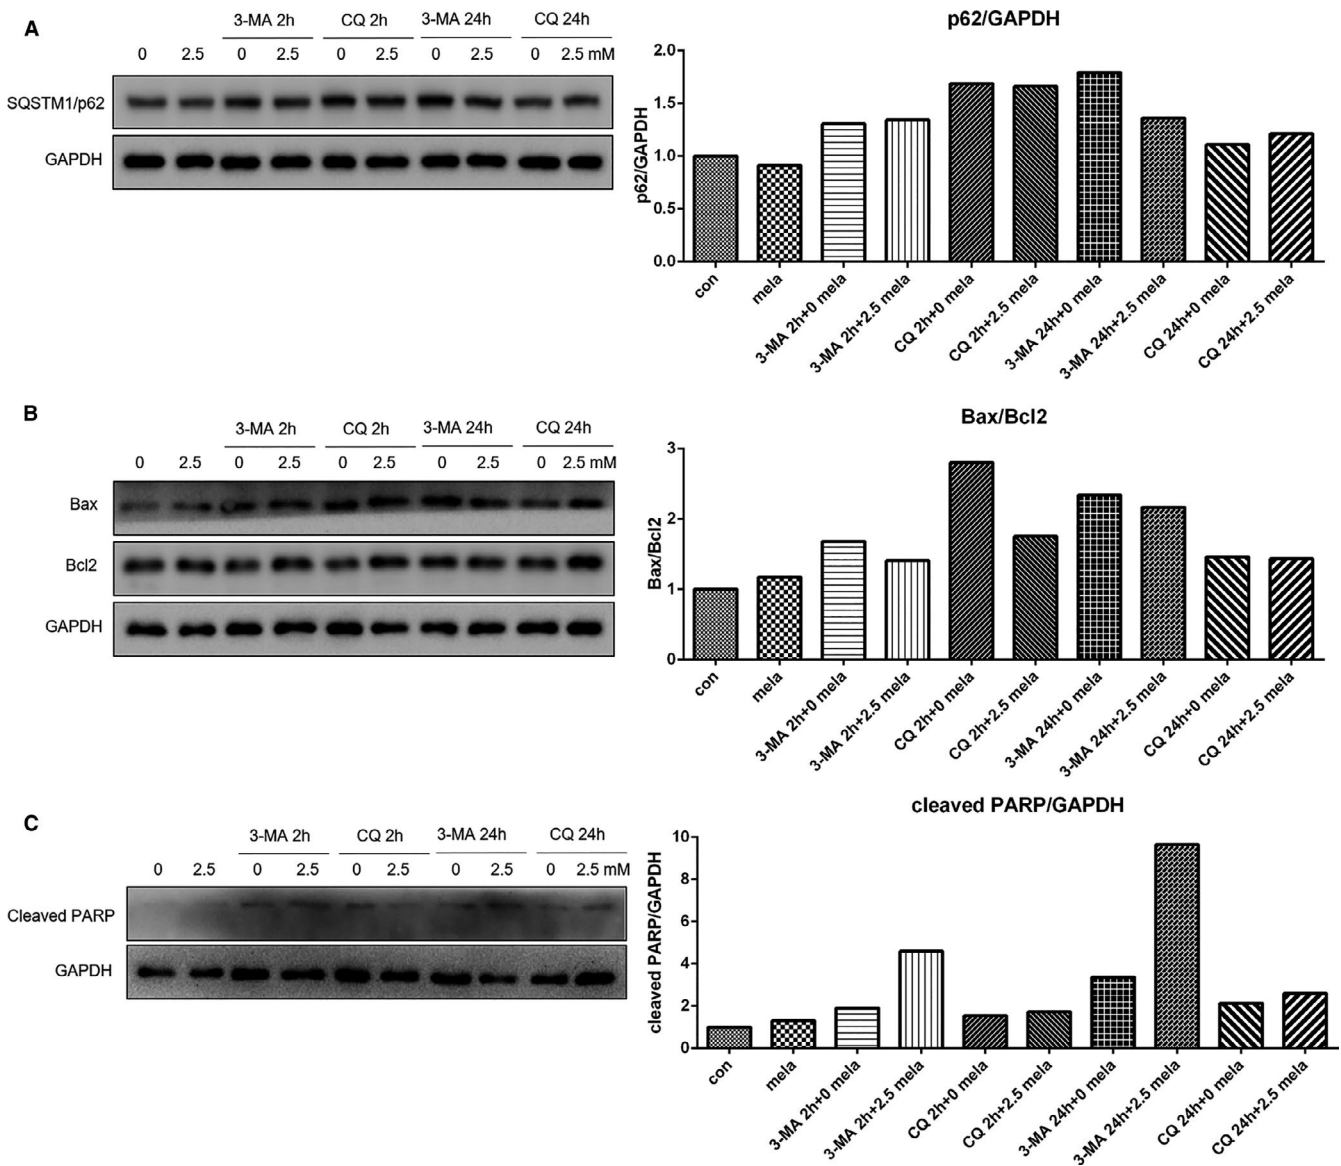 A
3-MA 2h CQ 2h 3-MA 24h CQ 24h
0 2.5 0 2.5 0 2.5 0 2.5 0 2.5 mM
SQSTM1/p62
GAPDH
p62/GAPDH
p62/GAPDH
2.0
1.5
1.0
0.5
0.0
con
mela
3-MA 2h+0 mela
3-MA 2h+2.5 mela
CQ 2h+0 mela
CQ 2h+2.5 mela
3-MA 24h+0 mela
3-MA 24h+2.5 mela
CQ 24h+0 mela
CQ 24h+2.5 mela
B
3-MA 2h CQ 2h 3-MA 24h CQ 24h
0 2.5 0 2.5 0 2.5 0 2.5 0 2.5 mM
Bax
Bcl2
GAPDH
Bax/Bcl2
Bax/Bcl2
3
2
1
0
con
mela
3-MA 2h+0 mela
3-MA 2h+2.5 mela
CQ 2h+0 mela
CQ 2h+2.5 mela
3-MA 24h+0 mela
3-MA 24h+2.5 mela
CQ 24h+0 mela
CQ 24h+2.5 mela
C
3-MA 2h CQ 2h 3-MA 24h CQ 24h
0 2.5 0 2.5 0 2.5 0 2.5 0 2.5 mM
Cleaved PARP
GAPDH
cleaved PARP/GAPDH
cleaved PARP/GAPDH
10
8
6
4
2
0
con
mela
3-MA 2h+0 mela
3-MA 2h+2.5 mela
CQ 2h+0 mela
CQ 2h+2.5 mela
3-MA 24h+0 mela
3-MA 24h+2.5 mela
CQ 24h+0 mela
CQ 24h+2.5 mela